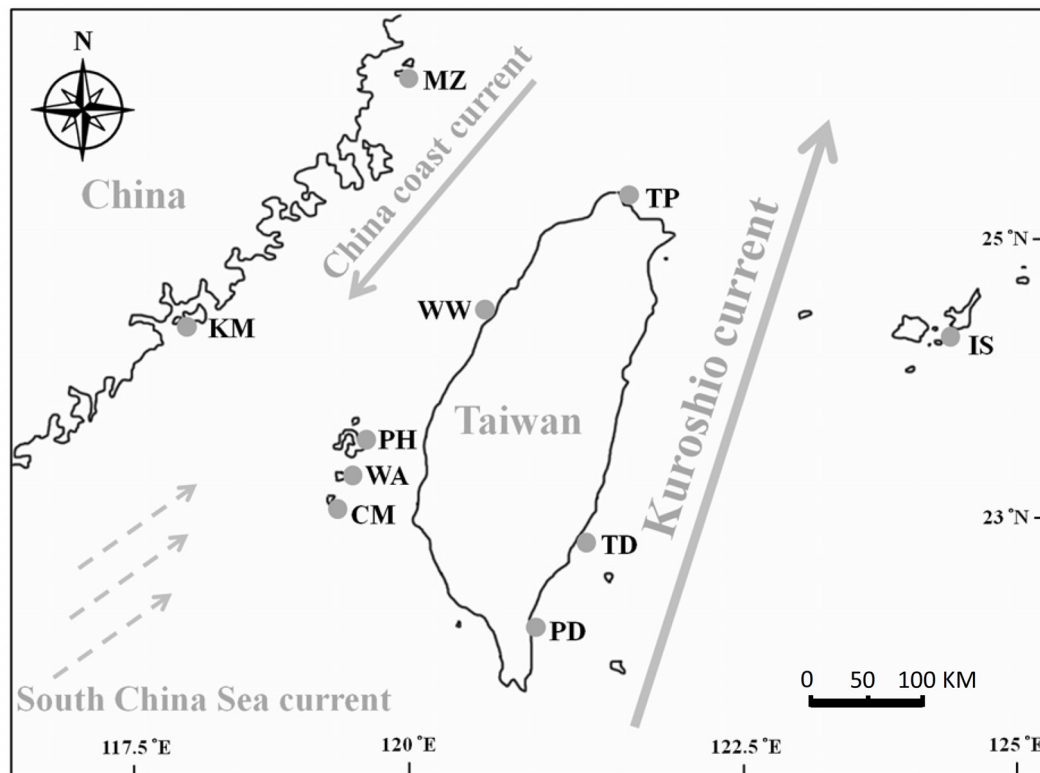 N
MZ
China coast current
China
TP
Kuroshio current
25°N
WW
KM
IS
Taiwan
PH
WA
CM
23°N
TD
PD
0 50 100 KM
South China Sea current
117.5°E
120°E
122.5°E
125°E